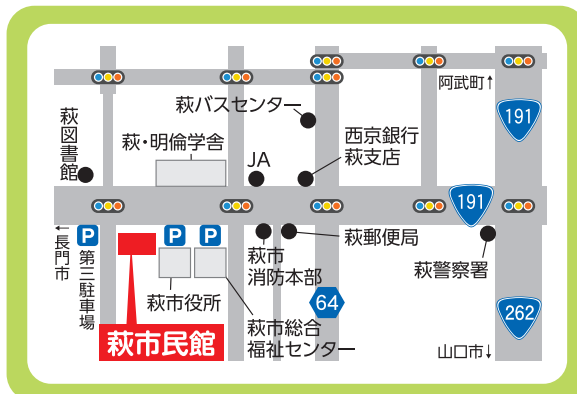 阿武町↑
191
萩バスセンター
萩図書館
萩・明倫学舎
JA
西京銀行
萩支店
191
←長門市
P
第三駐車場
P
P
萩市
消防本部
萩郵便局
萩警察署
萩市役所
萩市総合
福祉センター
64
262
萩市民館
山口市↓